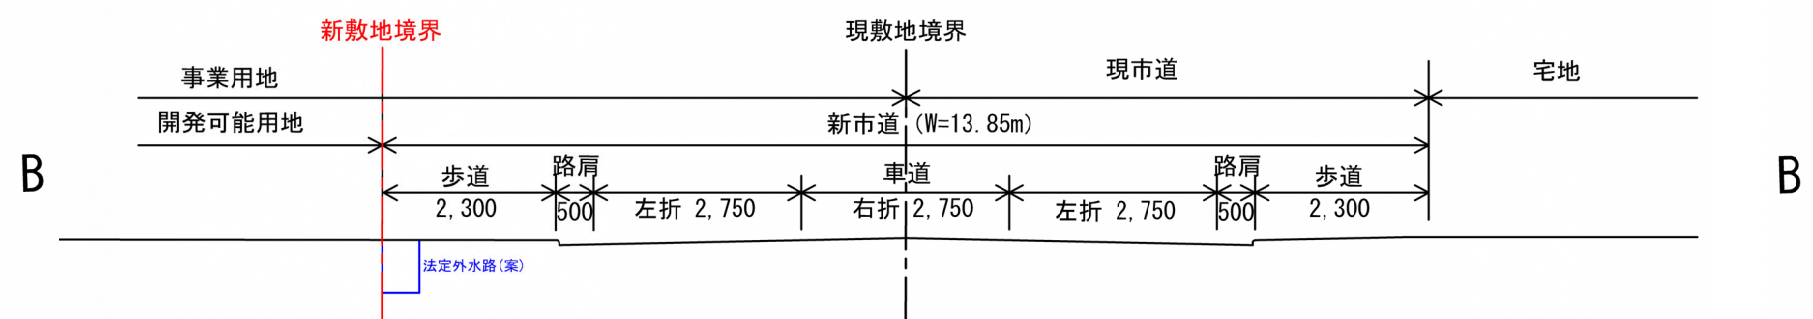 新敷地境界
現敷地境界
事業用地
現市道
宅地
開発可能用地
新市道 (W=13.85m)
B
歩道
路肩
車道
路肩
歩道
B
2,300
500
左折 2,750
右折 2,750
左折 2,750
500
2,300
法定外水路(案)